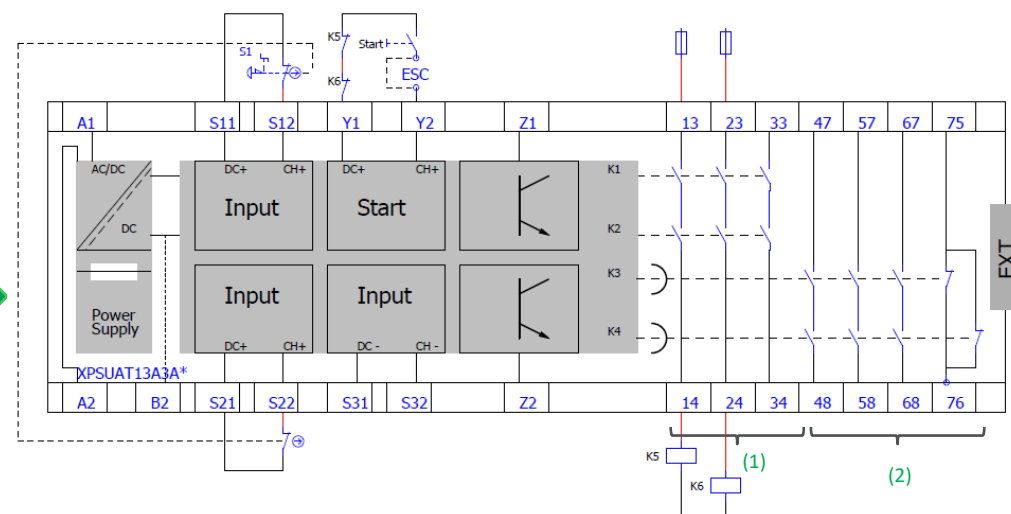 K5
Start
S1
K6
ESC
A1 S11 S12 Y1 Y2 Z1 13 23 33 47 57 67 75
AC/DC DC+ CH+ DC+ CH+ K1
Input Start
DC K2
EXT
K3
Input Input
Power
Supply
K4
DC+ CH+ DC - CH -
XPSUAT13A3A*
A2 B2 S21 S22 S31 S32 Z2 14 24 34 48 58 68 76
K5 (1)
(2)
K6